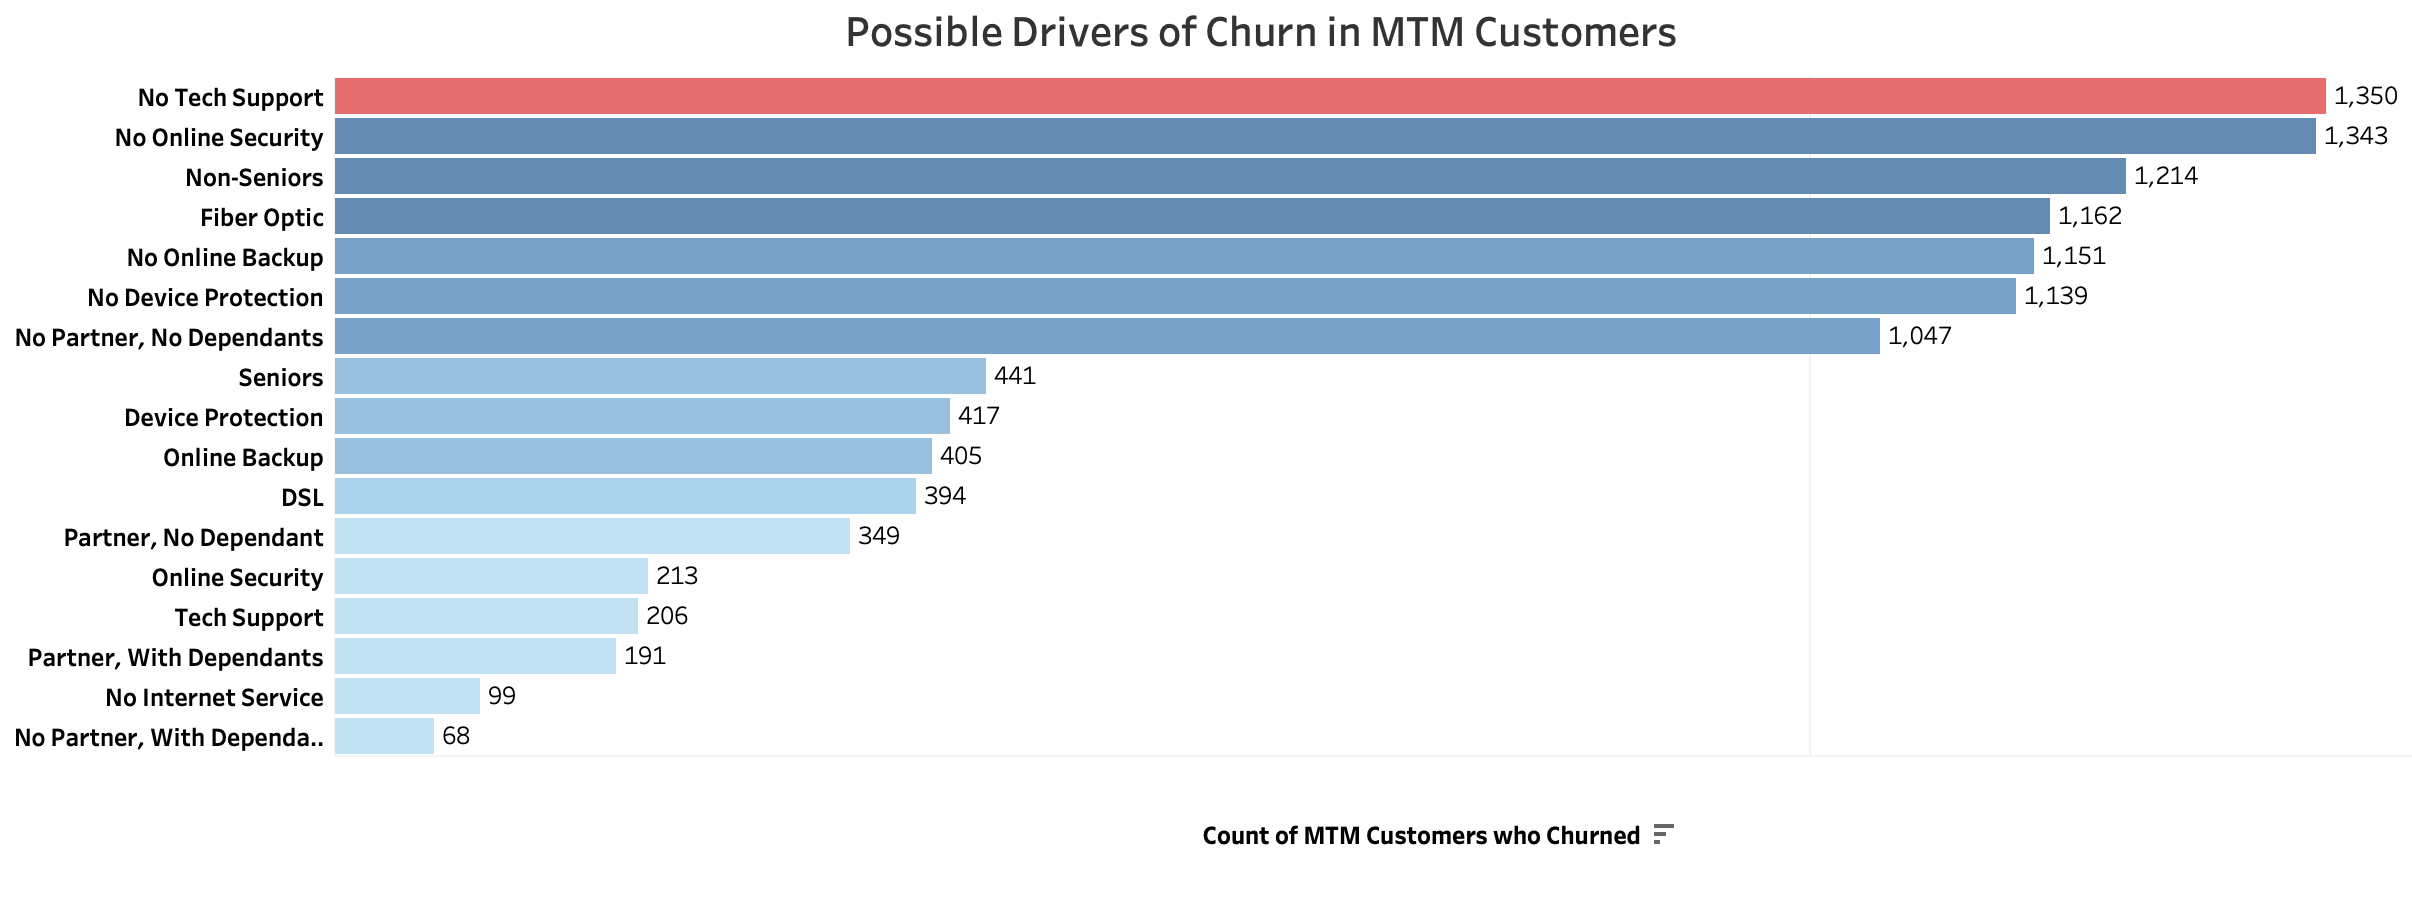 Possible Drivers of Churn in MTM Customers
No Tech Support 1,350
No Online Security 1,343
Non-Seniors 1,214
Fiber Optic 1,162
No Online Backup 1,151
No Device Protection 1,139
No Partner, No Dependants 1,047
Seniors 441
Device Protection 417
Online Backup 405
DSL 394
Partner, No Dependant 349
Online Security 213
Tech Support 206
Partner, With Dependants 191
No Internet Service 99
No Partner, With Dependa.. 68
Count of MTM Customers who Churned